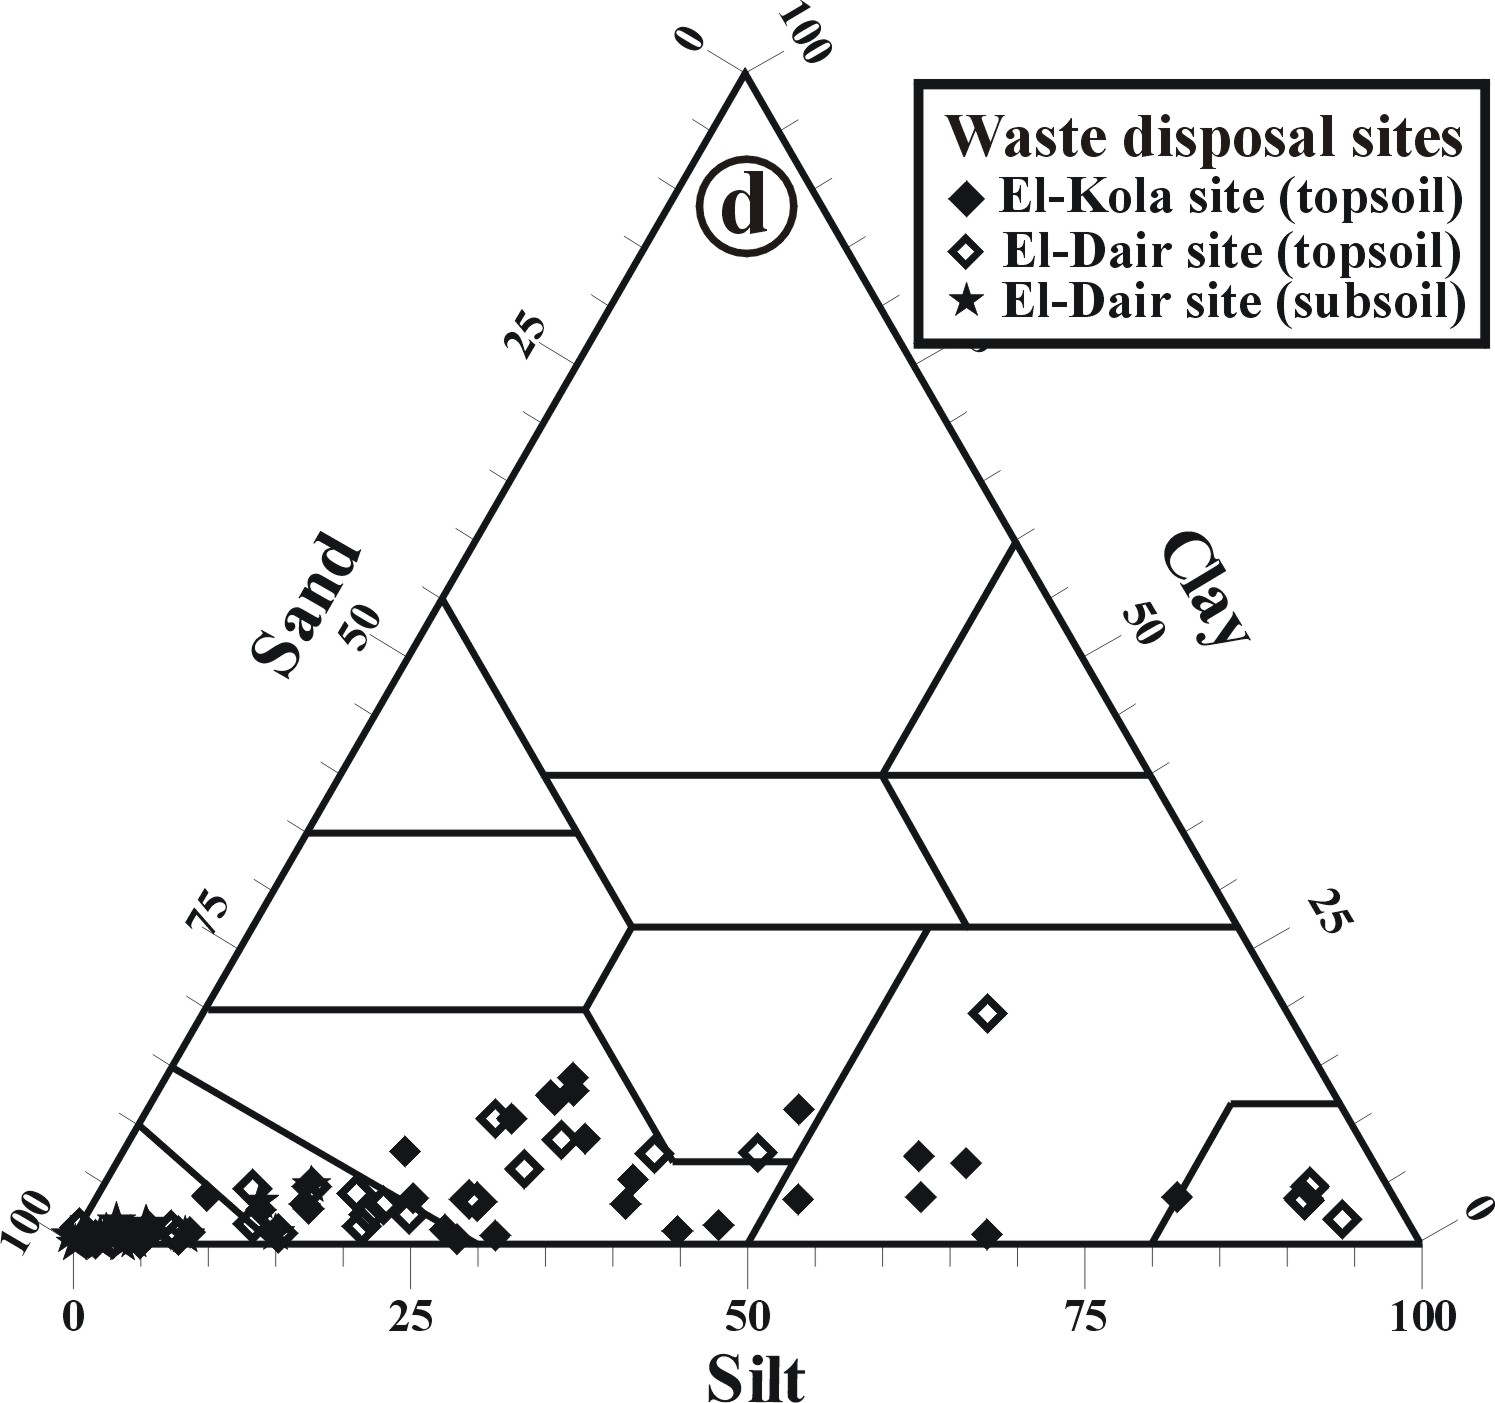 0
100
d
Waste disposal sites
El-Kola site (topsoil)
El-Dair site (topsoil)
El-Dair site (subsoil)
25
Sand
50
Clay
50
75
25
100
0
0
25
50
75
100
Silt